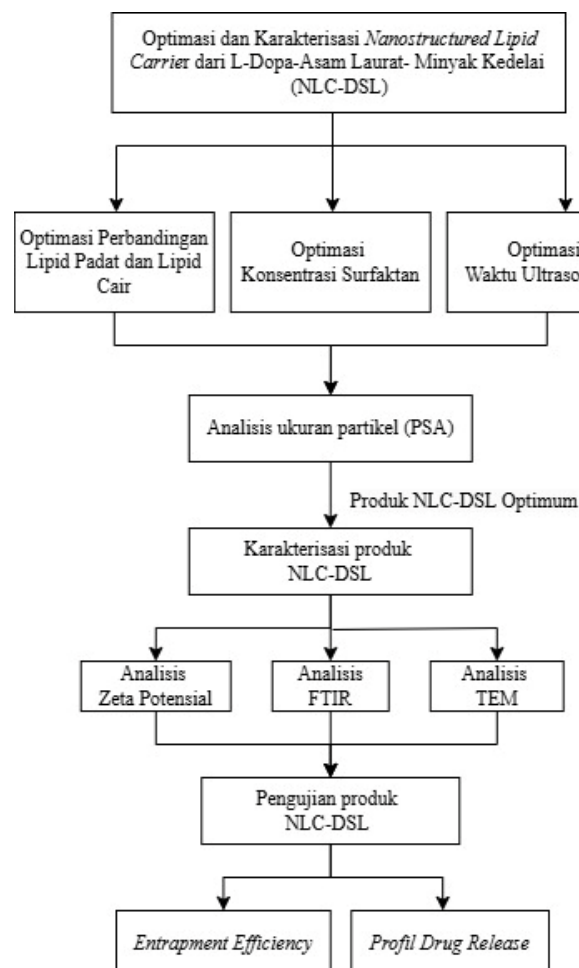 Optimasi dan Karakterisasi Nanostructured Lipid
Carrier dari L-Dopa-Asam Laurat- Minyak Kedelai
(NLC-DSL)
Optimasi Perbandingan
Lipid Padat dan Lipid
Cair
Optimasi
Konsentrasi Surfaktan
Optimasi
Waktu
Analisis ukuran partikel (PSA)
Produk NLC-DSL Optimum
Karakterisasi produk
NLC-DSL
Analisis
Zeta Potensial
Analisis
FTIR
Analisis
TEM
Pengujian produk
NLC-DSL
Entrapment Efficiency
Profil Drug Release